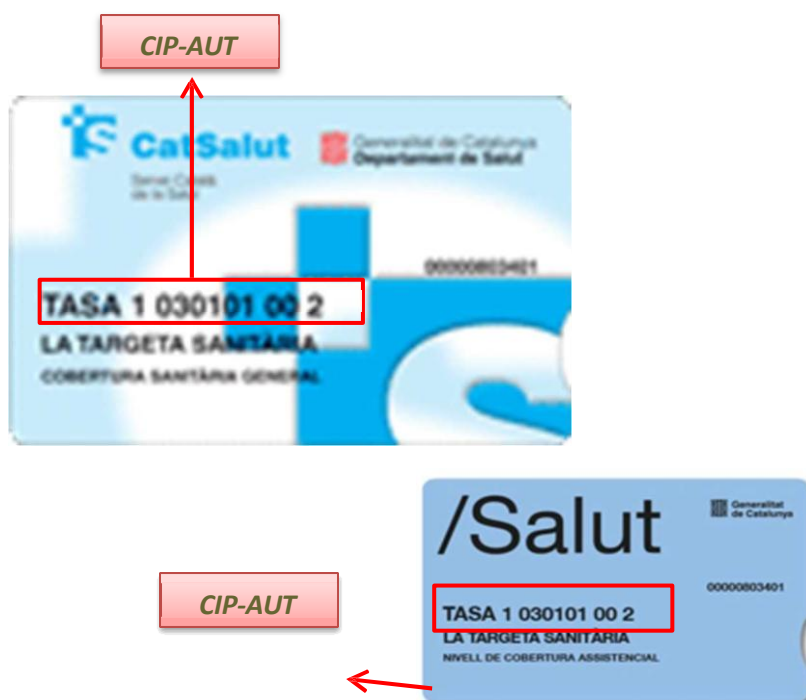 CIP-AUT
CatSalut
Servei Català
de la Salut
Generalitat de Catalunya
Departament de Salut
00000803401
TASA 1 030101 00 2
LA TARGETA SANITÀRIA
COBERTURA SANITÀRIA GENERAL
/Salut
Generalitat
de Catalunya
00000803401
CIP-AUT
TASA 1 030101 00 2
LA TARGETA SANITÀRIA
NIVELL DE COBERTURA ASSISTENCIAL